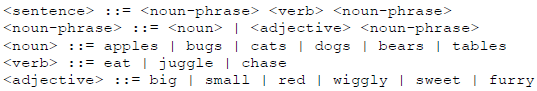 <sentence> ::= <noun-phrase> <verb> <noun-phrase>
<noun-phrase> ::= <noun> | <adjective> <noun-phrase>
<noun> ::= apples | bugs | cats | dogs | bears | tables
<verb> ::= eat | juggle | chase
<adjective> ::= big | small | red | wiggly | sweet | furry